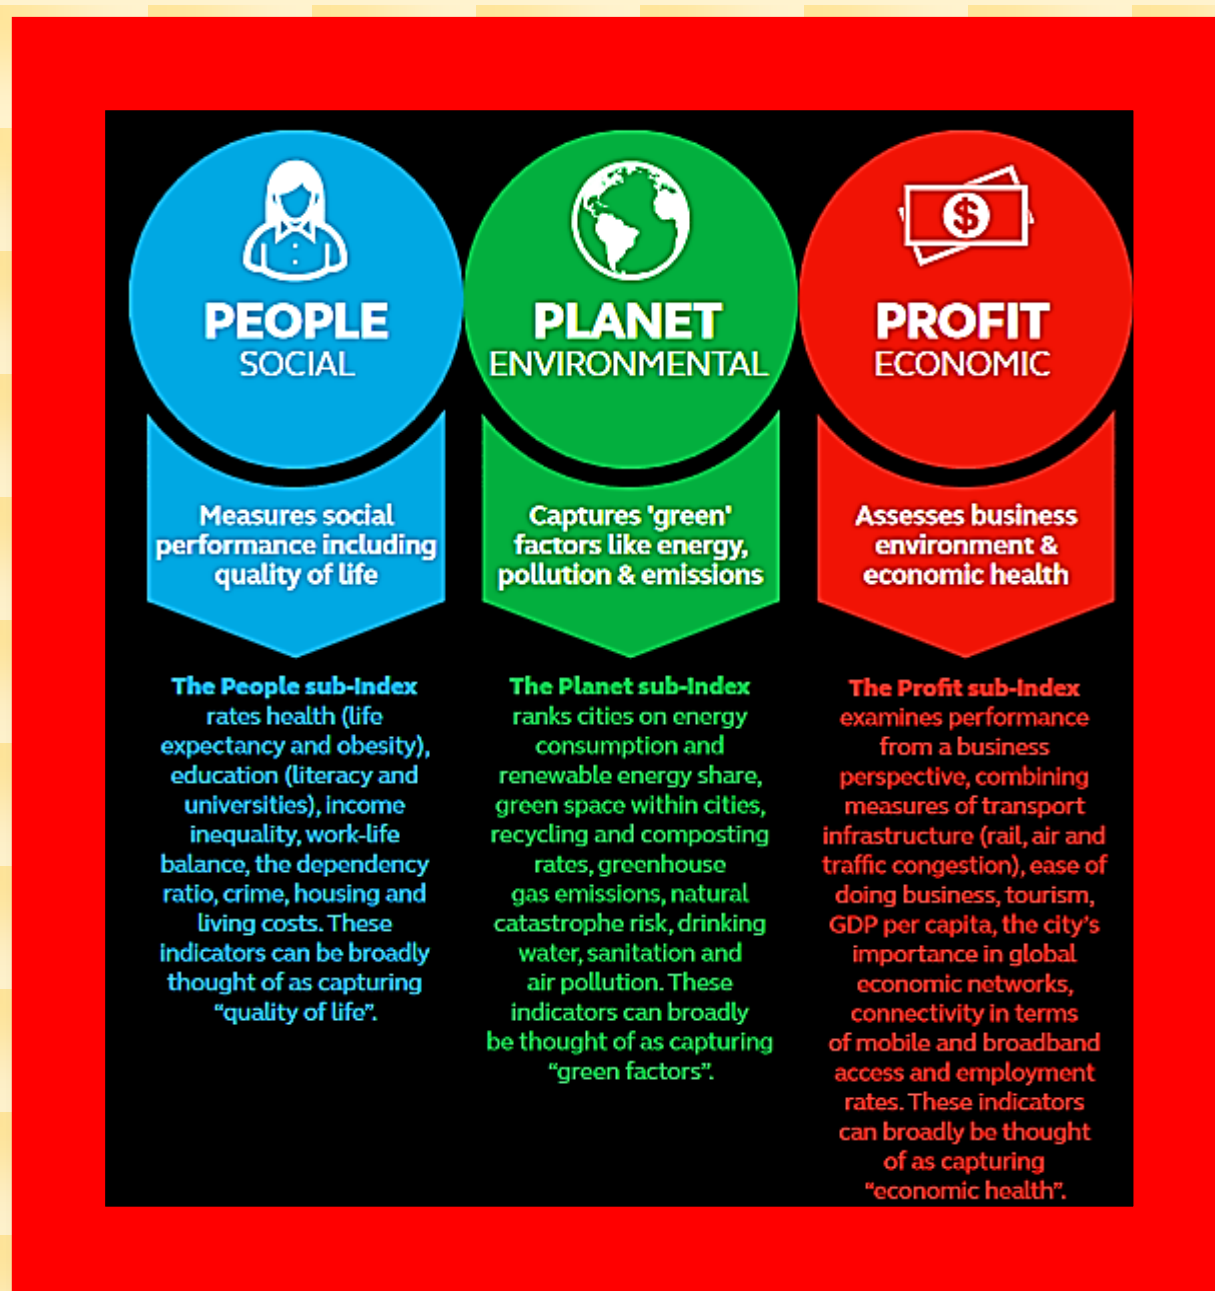 PEOPLE
SOCIAL
Measures social
performance including
quality of life
The People sub-Index
rates health (life
expectancy and obesity),
education (literacy and
universities), income
inequality, work-life
balance, the dependency
ratio, crime, housing and
living costs. These
indicators can be broadly
thought of as capturing
“quality of life”.
PLANET
ENVIRONMENTAL
Captures 'green'
factors like energy,
pollution & emissions
The Planet sub-Index
ranks cities on energy
consumption and
renewable energy share,
green space within cities,
recycling and composting
rates, greenhouse
gas emissions, natural
catastrophe risk, drinking
water, sanitation and
air pollution. These
indicators can broadly
be thought of as capturing
“green factors”.
PROFIT
ECONOMIC
$
Assesses business
environment &
economic health
The Profit sub-Index
examines performance
from a business
perspective, combining
measures of transport
infrastructure (rail, air and
traffic congestion), ease of
doing business, tourism,
GDP per capita, the city’s
importance in global
economic networks,
connectivity in terms
of mobile and broadband
access and employment
rates. These indicators
can broadly be thought
of as capturing
“economic health”.